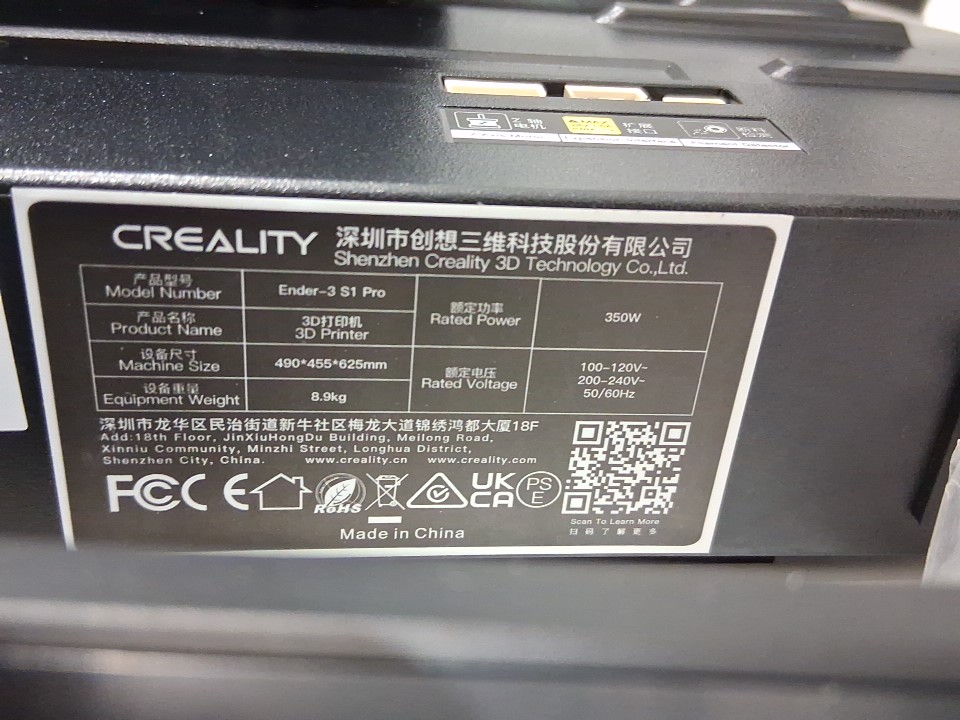 Z轴
电机
扩展
接口
CREALITY
深圳市创想三维科技股份有限公司
Shenzhen Creality 3D Technology Co.,Ltd.
产品型号
Model Number
Ender-3 S1 Pro
额定功率
Rated Power
350W
产品名称
Product Name
3D打印机
3D Printer
设备尺寸
Machine Size
490*455*625mm
额定电压
Rated Voltage
100-120V~
200-240V~
50/60Hz
设备重量
Equipment Weight
8.9kg
深圳市龙华区民治街道新牛社区梅龙大道锦绣鸿都大厦18F
Add:18th Floor, JinXiuHongDu Building, Meilong Road,
Xinniu Community, Minzhi Street, Longhua District,
Shenzhen City, China. www.creality.cn www.creality.com
FCC CE RoHS UK CA PS E
Scan To Learn More
扫码了解更多
Made in China